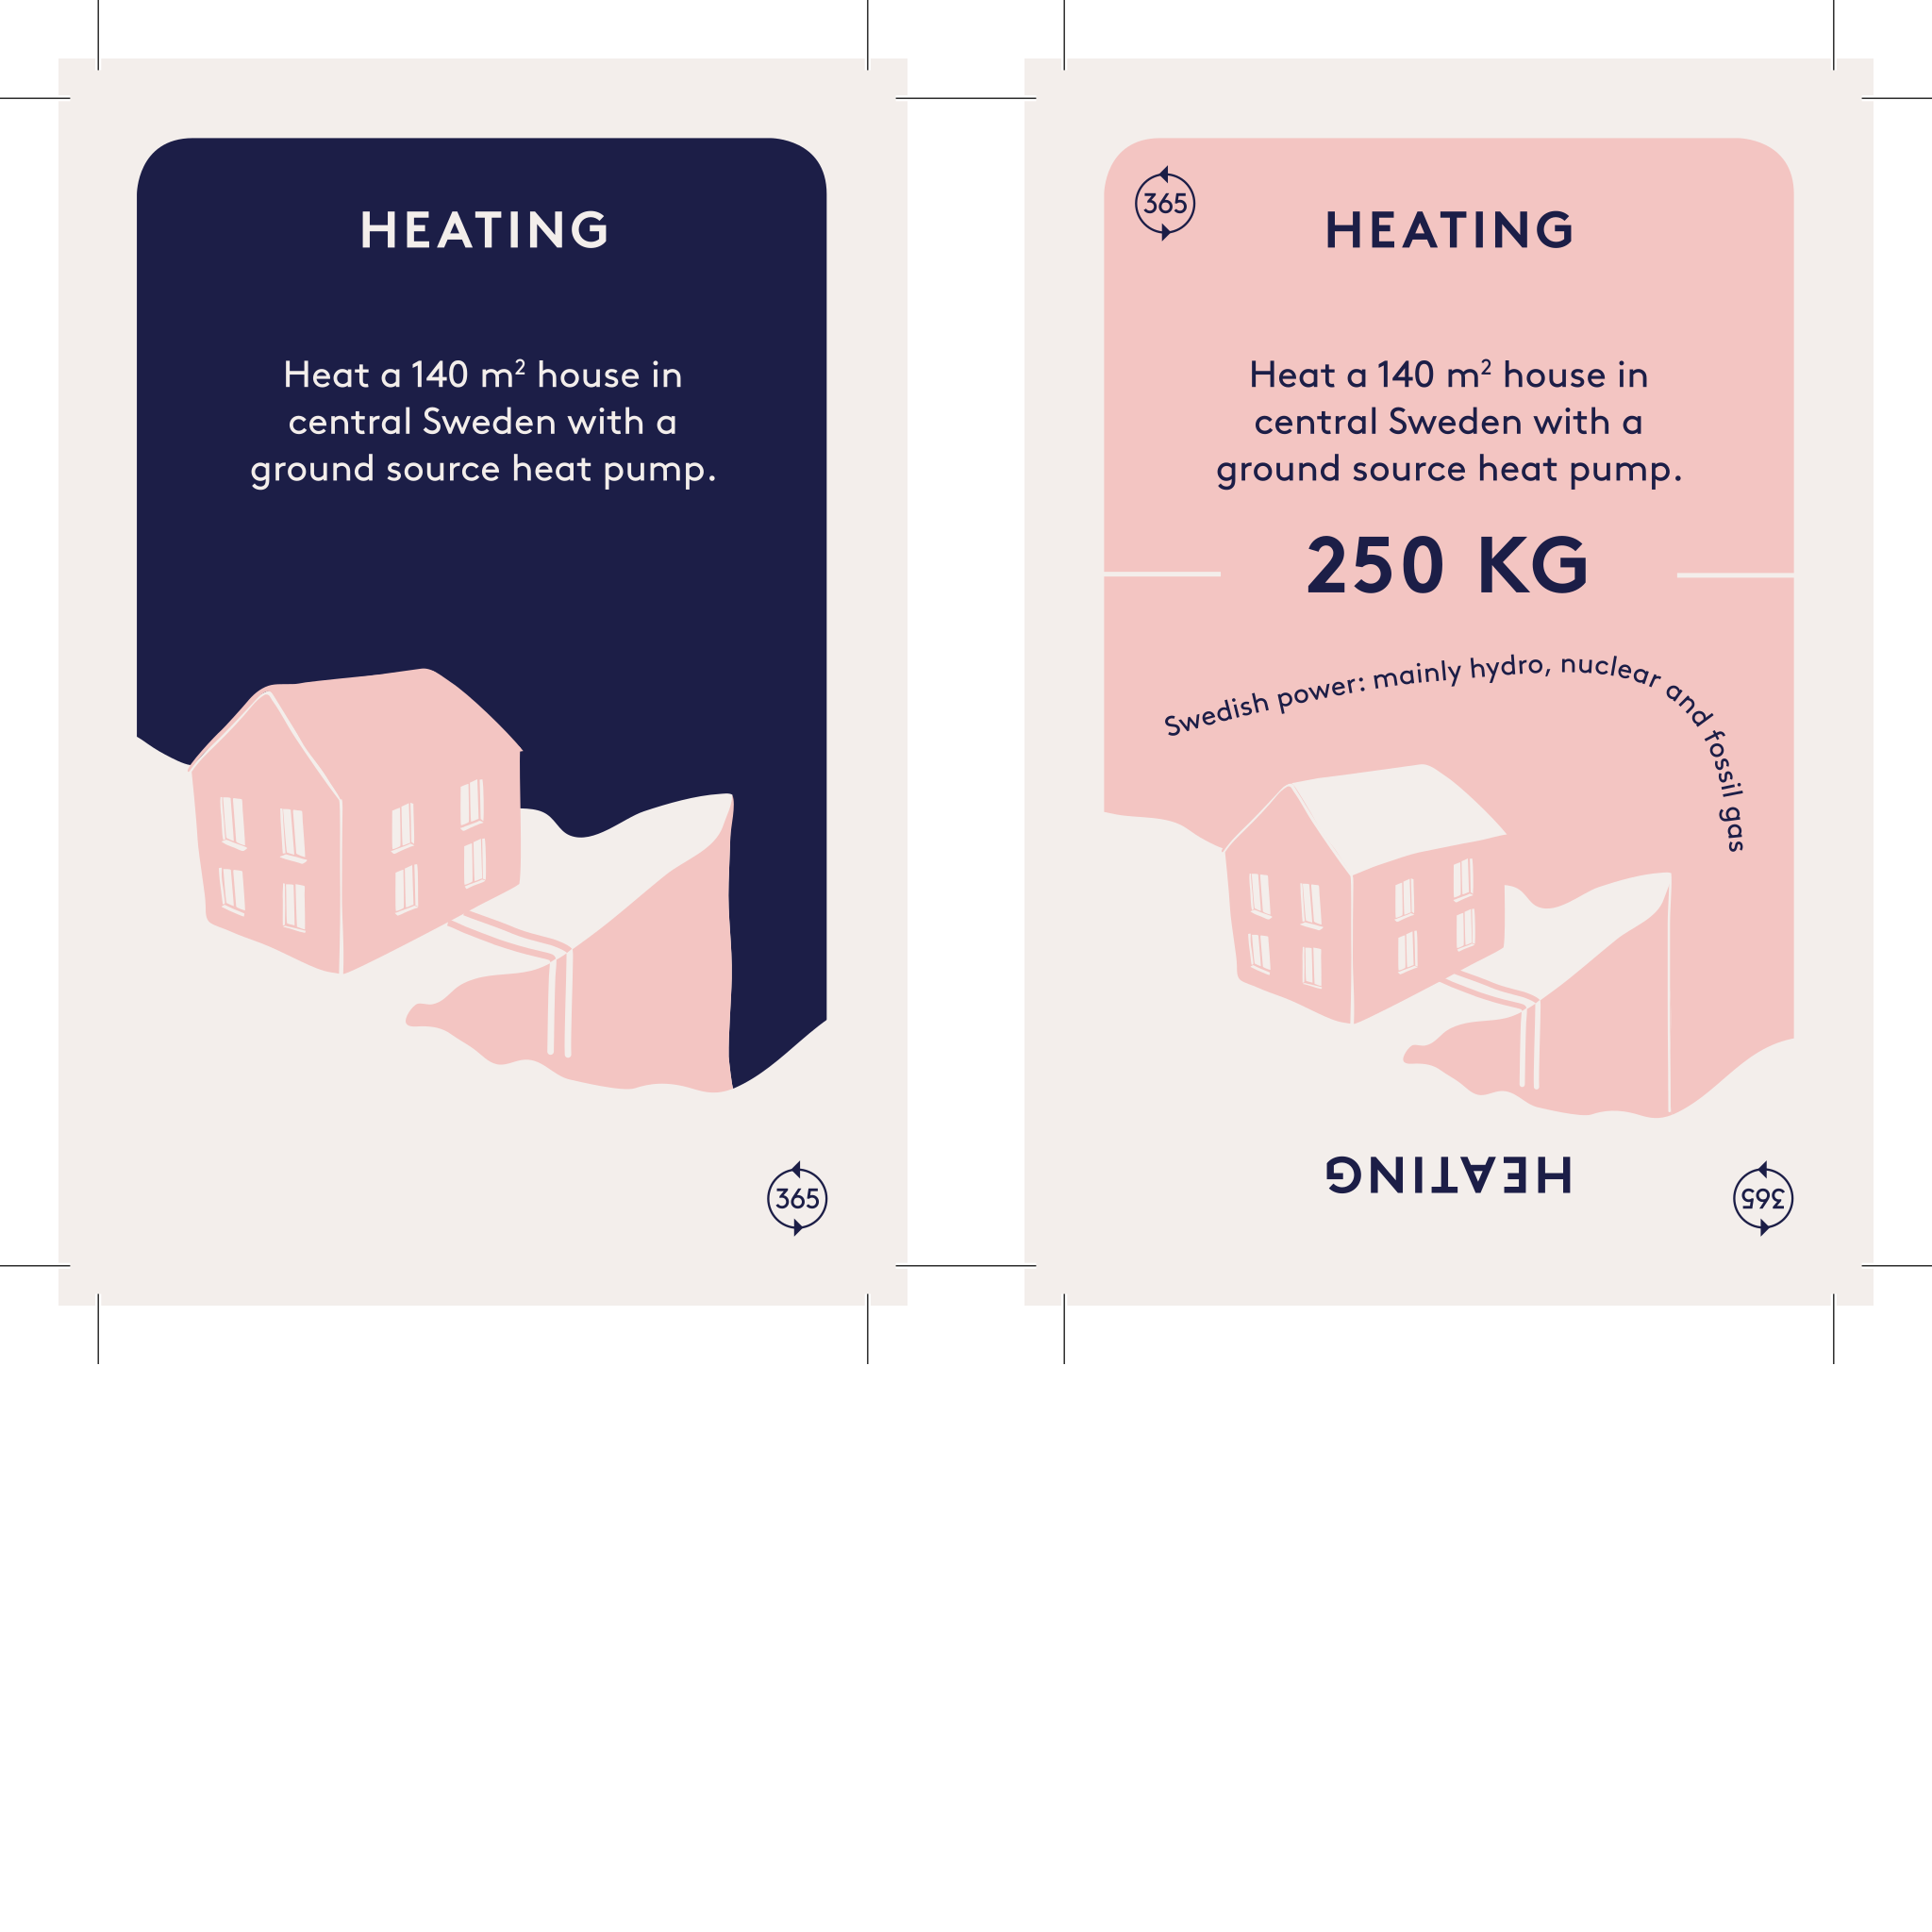 HEATING
Heat a 140 m² house in
central Sweden with a
ground source heat pump.
365
365
HEATING
Heat a 140 m² house in
central Sweden with a
ground source heat pump.
250 KG
Swedish power: mainly hydro, nuclear and fossil gas
HEATING
365